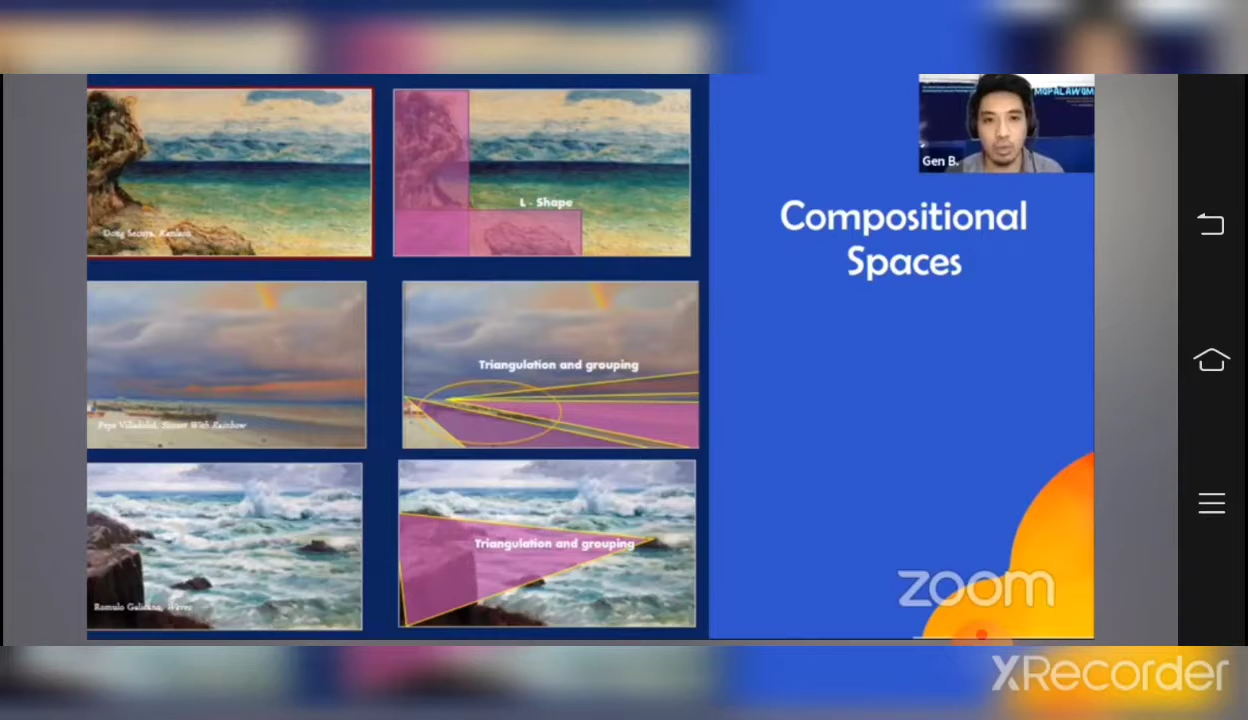 MGPALAWGM
Gen B.
Compositional
Spaces
L - Shape
Triangulation and grouping
Pepe Villadolid, Sunset With Rainbow
Triangulation and grouping
Romulo Galicano, Waves
zoom
XRecorder